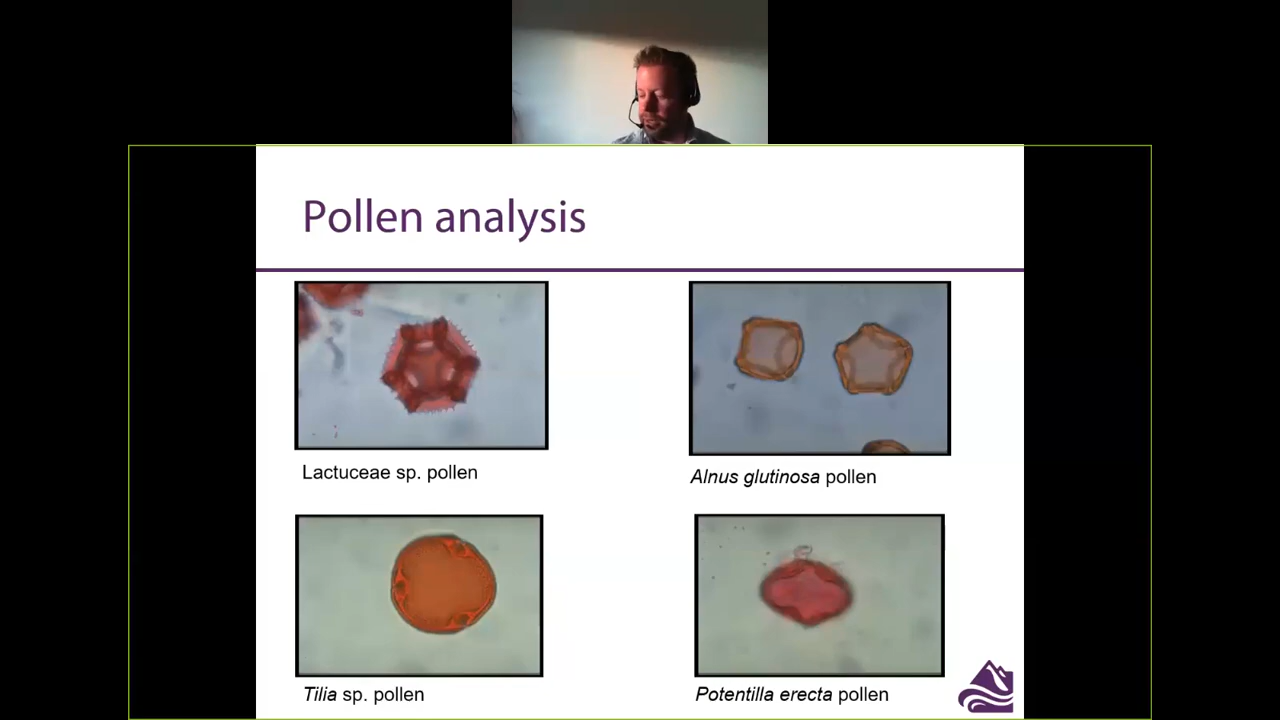 Pollen analysis
Lactuceae sp. pollen
Alnus glutinosa pollen
Tilia sp. pollen
Potentilla erecta pollen